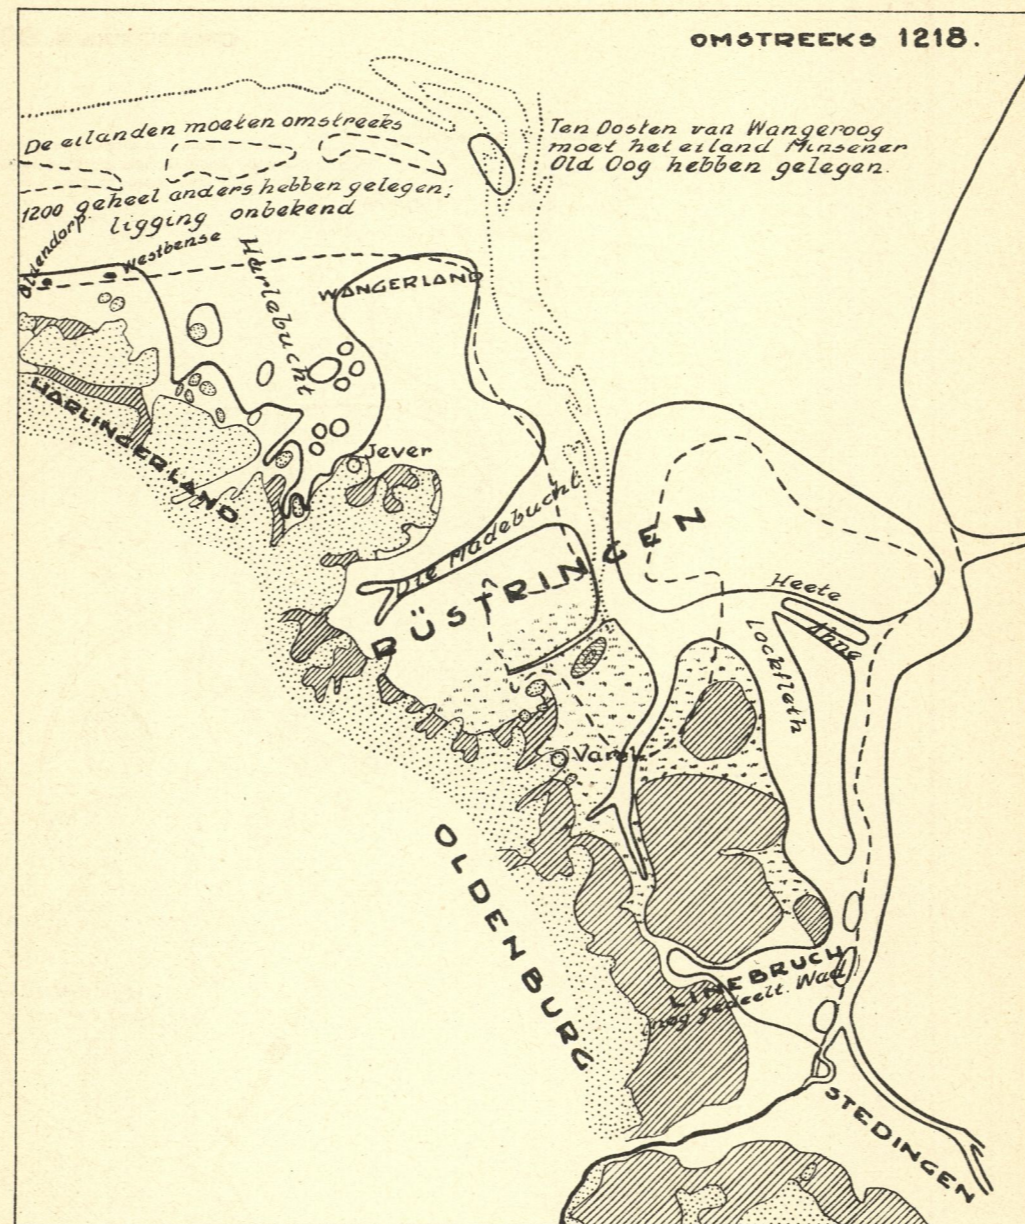 OMSTREEKS 1218.
De eilanden moeten omstreeks
1200 geheel anders hebben gelegen;
ligging onbekend
Ten Oosten van Wangeroog
moet het eiland Minsener
Old Oog hebben gelegen.
Oldendorp
Westbense
Harlebucht
WANGERLAND
HARLINGERLAND
Jever
Die Madebucht
RÜSTRINGEN
Heete
Ahne
Lockfleth
Varel
OLDENBURG
LINEBRUCH
nog gedeelt. Wad
STEDINGEN